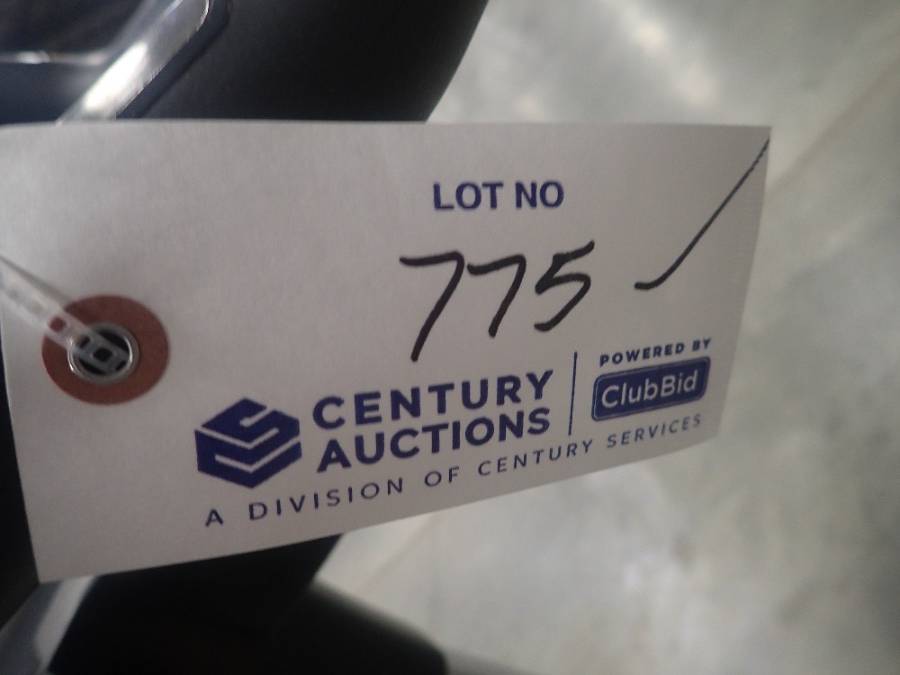 LOT NO
775
CENTURY
AUCTIONS
POWERED BY
ClubBid
A DIVISION OF CENTURY SERVICES